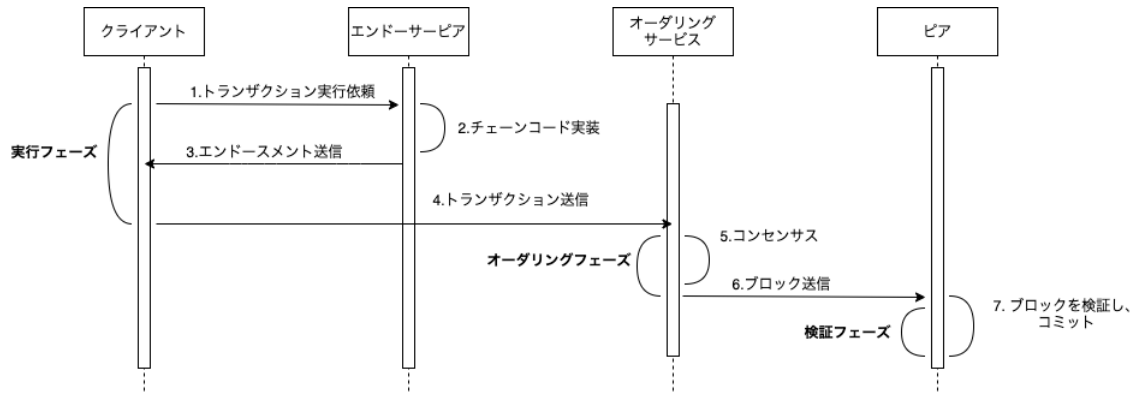 クライアント
エンドーサーピア
オーダリング
サービス
ピア
1.トランザクション実行依頼
2.チェーンコード実装
実行フェーズ
3.エンドースメント送信
4.トランザクション送信
5.コンセンサス
オーダリングフェーズ
6.ブロック送信
7. ブロックを検証し、
コミット
検証フェーズ